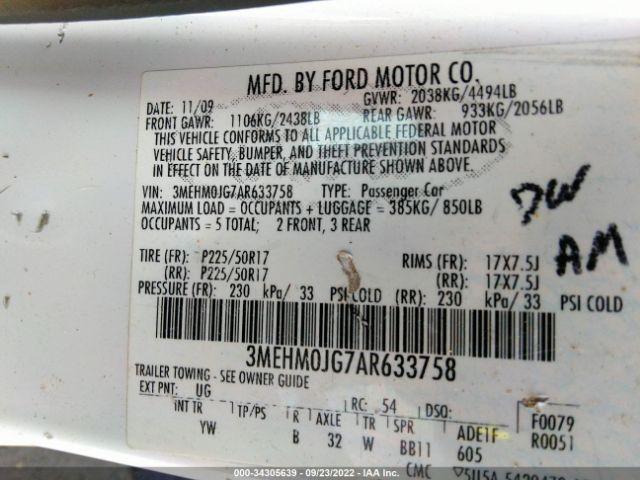 MFD. BY FORD MOTOR CO.
DATE: 11/09 GVWR: 2038KG/4494LB
FRONT GAWR: 1106KG/2438LB REAR GAWR: 933KG/2056LB
THIS VEHICLE CONFORMS TO ALL APPLICABLE FEDERAL MOTOR
VEHICLE SAFETY, BUMPER, AND THEFT PREVENTION STANDARDS
IN EFFECT ON THE DATE OF MANUFACTURE SHOWN ABOVE.
VIN: 3MEHM0JG7AR633758 TYPE: Passenger Car
MAXIMUM LOAD = OCCUPANTS + LUGGAGE = 385KG/ 850LB
OCCUPANTS = 5 TOTAL; 2 FRONT, 3 REAR
DW
AM
TIRE (FR): P225/50R17 RIMS (FR): 17X7.5J
(RR): P225/50R17 (RR): 17X7.5J
PRESSURE (FR): 230 kPa/ 33 PSI COLD (RR): 230 kPa/ 33 PSI COLD
3MEHM0JG7AR633758
TRAILER TOWING - SEE OWNER GUIDE
EXT PNT: UG RC: 54 DSO: F0079
INT TR TP/PS R AXLE TR SPR ADE1F R0051
YW B 32 W BB11 605
CMC
000-34305639 - 09/23/2022 - IAA Inc.